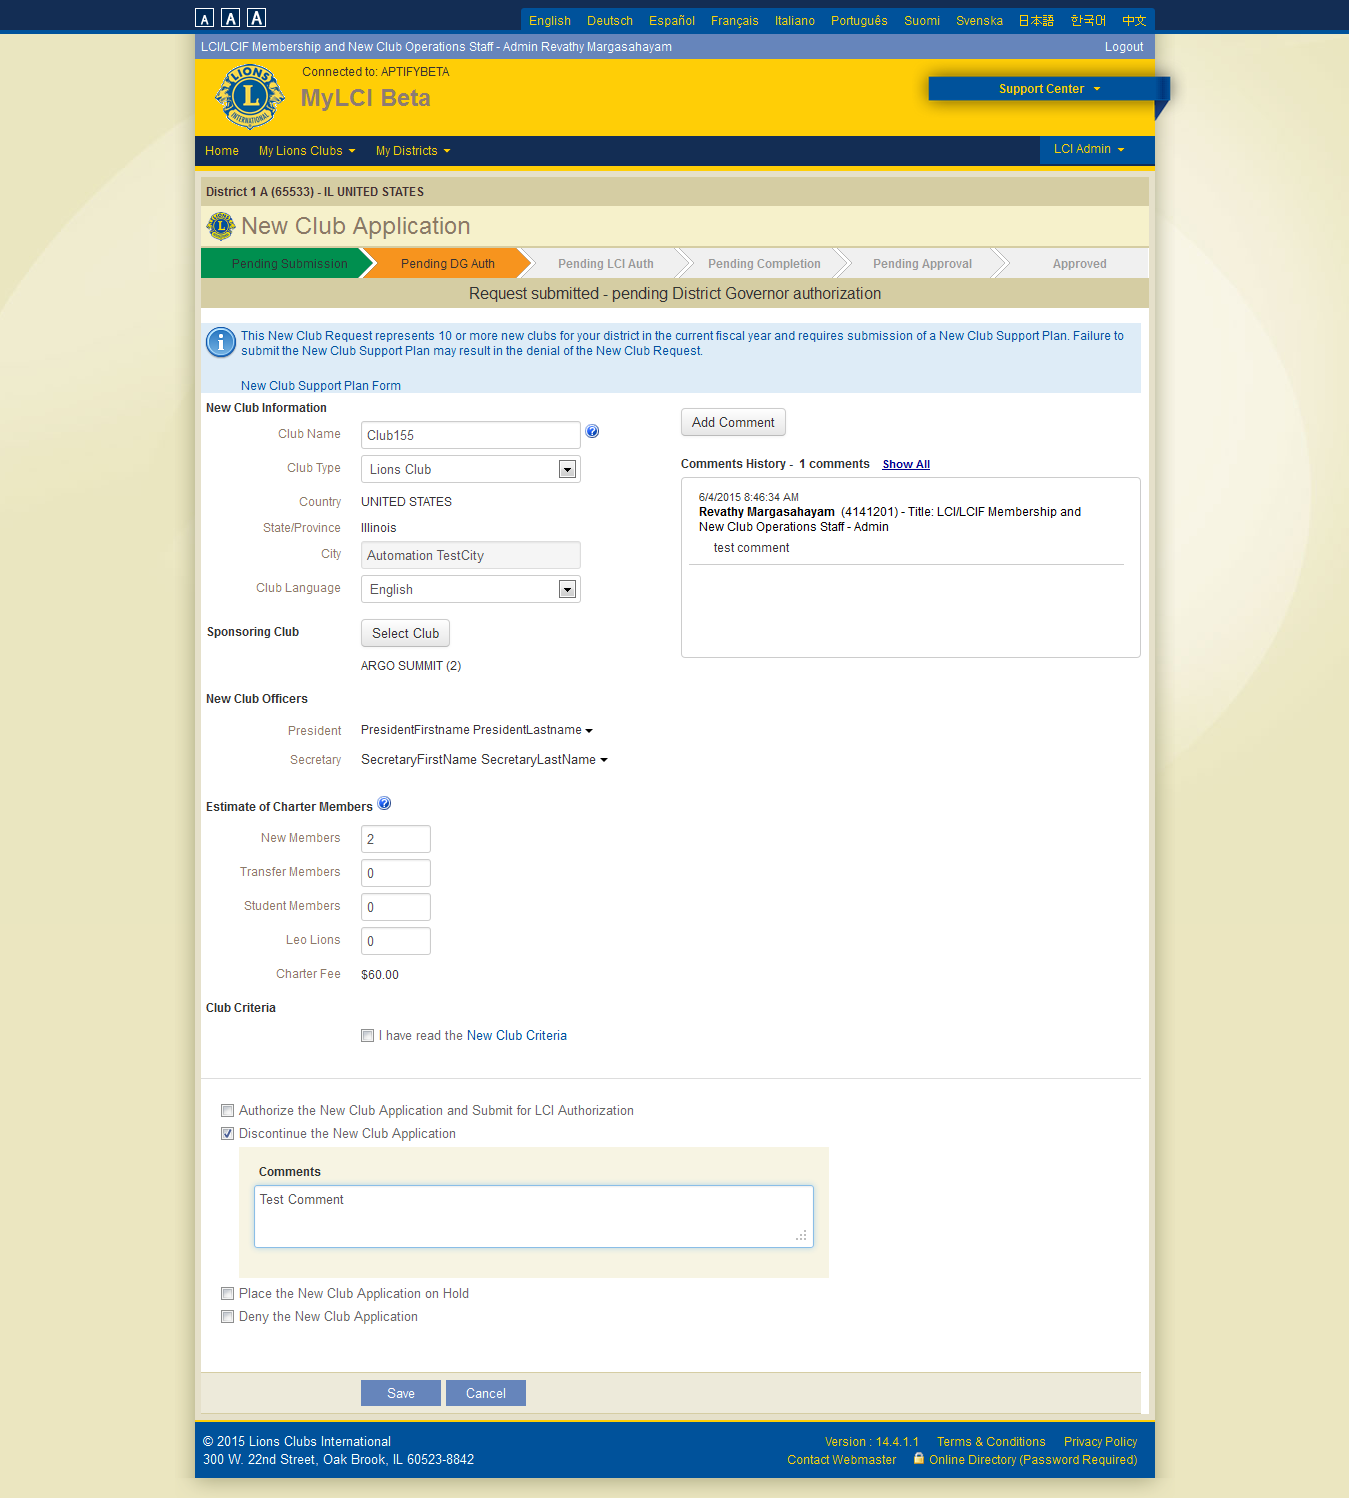 A A A
English Deutsch Español Français Italiano Português Suomi Svenska 日本語 한국어 中文
LCI/LCIF Membership and New Club Operations Staff - Admin Revathy Margasahayam Logout
LIONS L INTERNATIONAL
Connected to: APTIFYBETA
MyLCI Beta
Support Center
Home My Lions Clubs My Districts LCI Admin
District 1 A (65533) - IL UNITED STATES
New Club Application
Pending Submission Pending DG Auth Pending LCI Auth Pending Completion Pending Approval Approved
Request submitted - pending District Governor authorization
This New Club Request represents 10 or more new clubs for your district in the current fiscal year and requires submission of a New Club Support Plan. Failure to
submit the New Club Support Plan may result in the denial of the New Club Request.
New Club Support Plan Form
New Club Information
Club Name Club155
Club Type Lions Club
Country UNITED STATES
State/Province Illinois
City Automation TestCity
Club Language English
Sponsoring Club Select Club
ARGO SUMMIT (2)
Add Comment
Comments History - 1 comments Show All
6/4/2015 8:46:34 AM
Revathy Margasahayam (4141201) - Title: LCI/LCIF Membership and
New Club Operations Staff - Admin
test comment
New Club Officers
President PresidentFirstname PresidentLastname
Secretary SecretaryFirstName SecretaryLastName
Estimate of Charter Members
New Members 2
Transfer Members 0
Student Members 0
Leo Lions 0
Charter Fee $60.00
Club Criteria
I have read the New Club Criteria
Authorize the New Club Application and Submit for LCI Authorization
Discontinue the New Club Application
Comments
Test Comment
Place the New Club Application on Hold
Deny the New Club Application
Save Cancel
© 2015 Lions Clubs International
300 W. 22nd Street, Oak Brook, IL 60523-8842
Version : 14.4.1.1 Terms & Conditions Privacy Policy
Contact Webmaster Online Directory (Password Required)